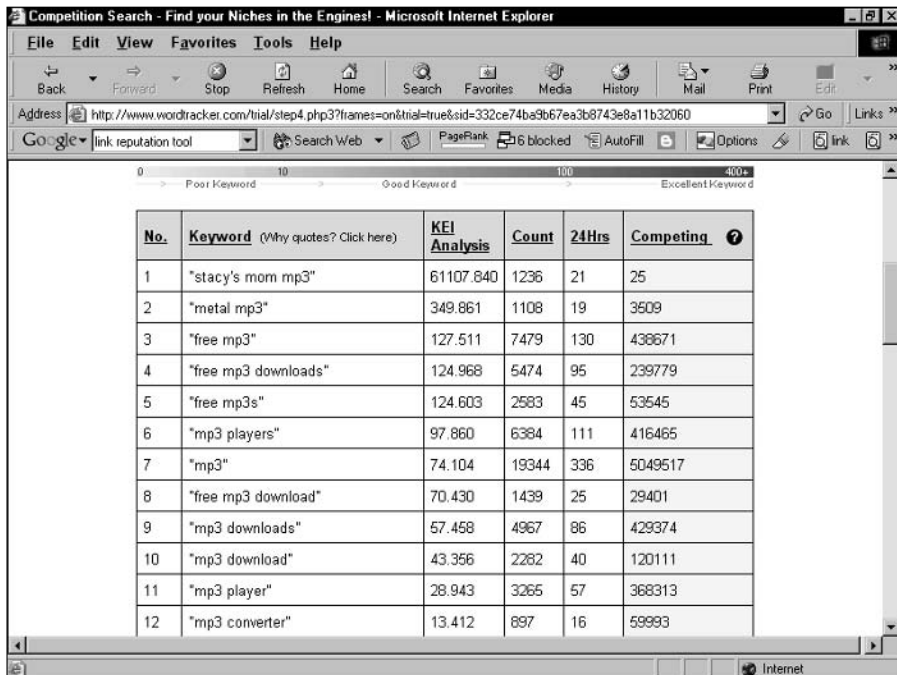 Competition Search - Find your Niches in the Engines! - Microsoft Internet Explorer
File Edit View Favorites Tools Help
Back Forward Stop Refresh Home Search Favorites Media History Mail Print Edit
Address http://www.wordtracker.com/trial/step4.php3?frames=on&trial=true&sid=332ce74ba9b67ea3b8743e8a11b32060 Go Links
Google link reputation tool Search Web PageRank 6 blocked AutoFill Options link
0 10 100 400+
Poor Keyword Good Keyword Excellent Keyword
No. Keyword (Why quotes? Click here) KEI Analysis Count 24Hrs Competing ?
1 "stacy's mom mp3" 61107.840 1236 21 25
2 "metal mp3" 349.861 1108 19 3509
3 "free mp3" 127.511 7479 130 438671
4 "free mp3 downloads" 124.968 5474 95 239779
5 "free mp3s" 124.603 2583 45 53545
6 "mp3 players" 97.860 6384 111 416465
7 "mp3" 74.104 19344 336 5049517
8 "free mp3 download" 70.430 1439 25 29401
9 "mp3 downloads" 57.458 4967 86 429374
10 "mp3 download" 43.356 2282 40 120111
11 "mp3 player" 28.943 3265 57 368313
12 "mp3 converter" 13.412 897 16 59993
Internet